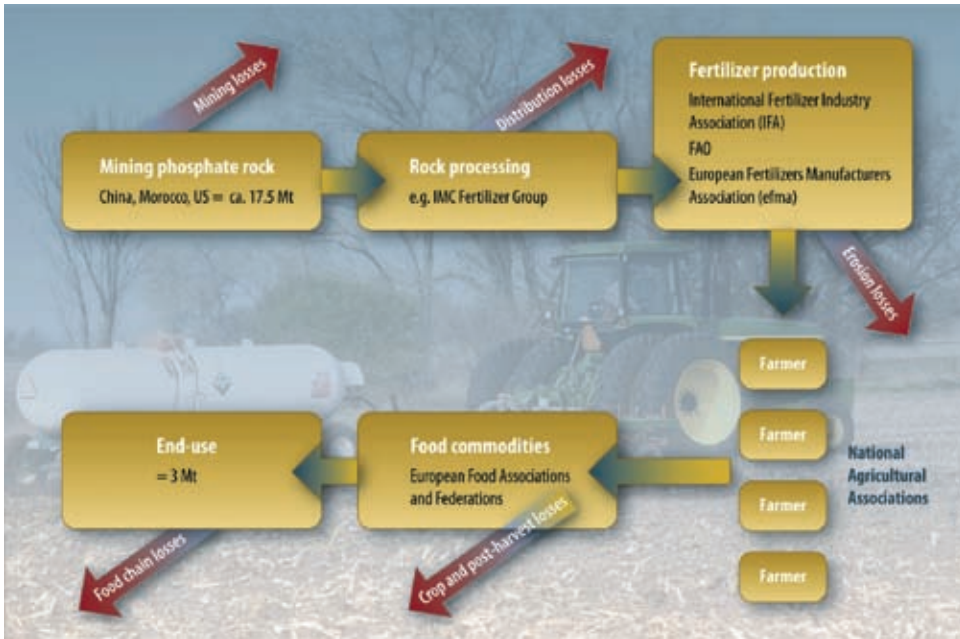 Mining losses
Distribution losses
Mining phosphate rock
China, Morocco, US = ca. 17.5 Mt
Rock processing
e.g. IMC Fertilizer Group
Fertilizer production
International Fertilizer Industry
Association (IFA)
FAO
European Fertilizers Manufacturers
Association (efma)
Erosion losses
Farmer
Farmer
Farmer
Farmer
National
Agricultural
Associations
Food commodities
European Food Associations
and Federations
Crop and post-harvest losses
End-use
= 3 Mt
Food chain losses